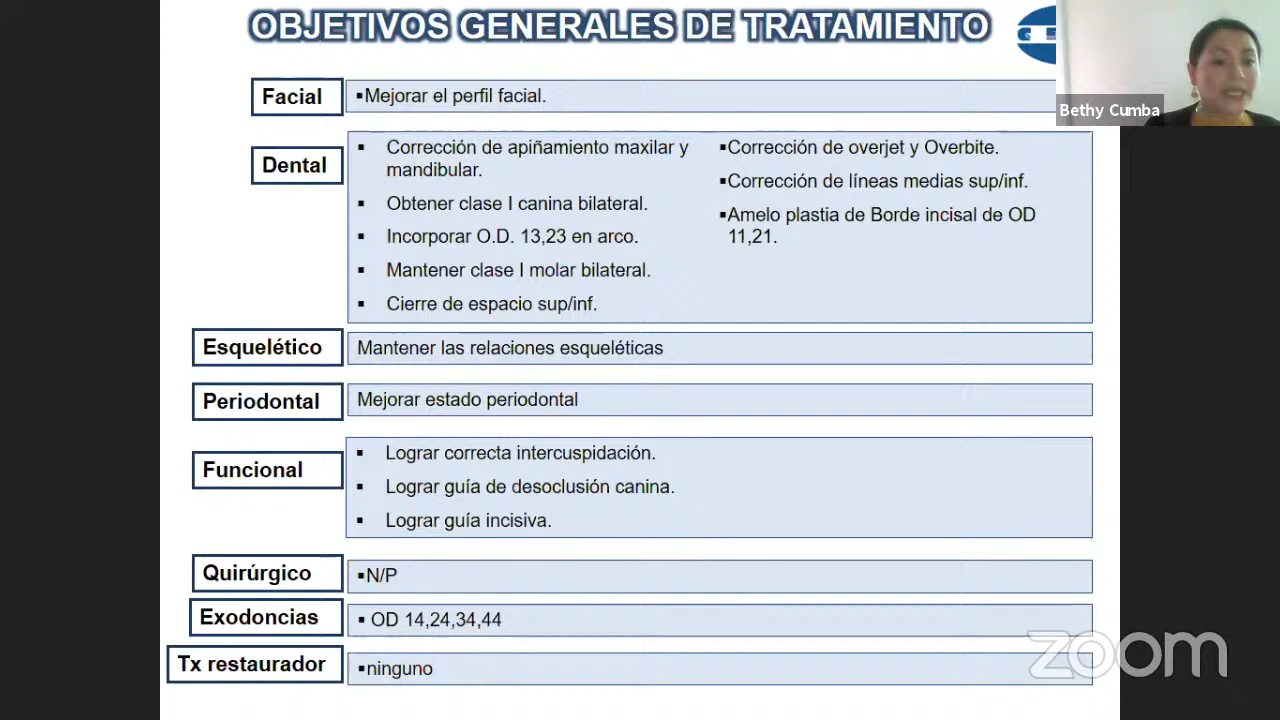 OBJETIVOS GENERALES DE TRATAMIENTO
Bethy Cumba
Facial
▪Mejorar el perfil facial.
Dental
▪ Corrección de apiñamiento maxilar y
mandibular.
▪ Obtener clase I canina bilateral.
▪ Incorporar O.D. 13,23 en arco.
▪ Mantener clase I molar bilateral.
▪ Cierre de espacio sup/inf.
▪Corrección de overjet y Overbite.
▪Corrección de líneas medias sup/inf.
▪Amelo plastia de Borde incisal de OD
11,21.
Esquelético
Mantener las relaciones esqueléticas
Periodontal
Mejorar estado periodontal
Funcional
▪ Lograr correcta intercuspidación.
▪ Lograr guía de desoclusión canina.
▪ Lograr guía incisiva.
Quirúrgico
▪N/P
Exodoncias
▪ OD 14,24,34,44
Tx restaurador
▪ninguno
zoom